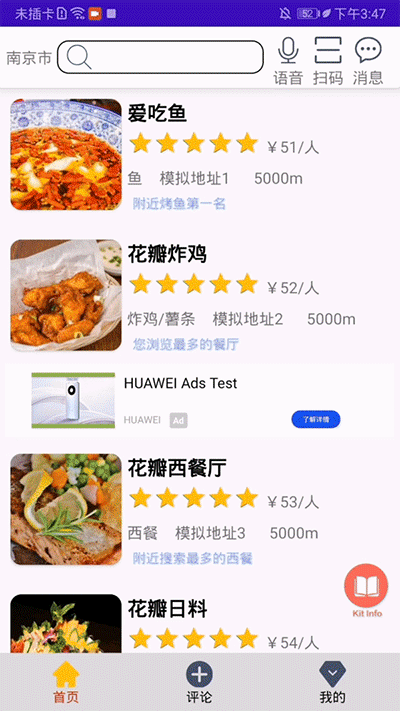 未插卡 52 下午3:47
南京市 语音 扫码 消息
爱吃鱼
￥51/人
鱼 模拟地址1 5000m
附近烤鱼第一名
花瓣炸鸡
￥52/人
炸鸡/薯条 模拟地址2 5000m
您浏览最多的餐厅
HUAWEI Ads Test
HUAWEI Ad 了解详情
花瓣西餐厅
￥53/人
西餐 模拟地址3 5000m
附近搜索最多的西餐
Kit Info
花瓣日料
￥54/人
首页 评论 我的